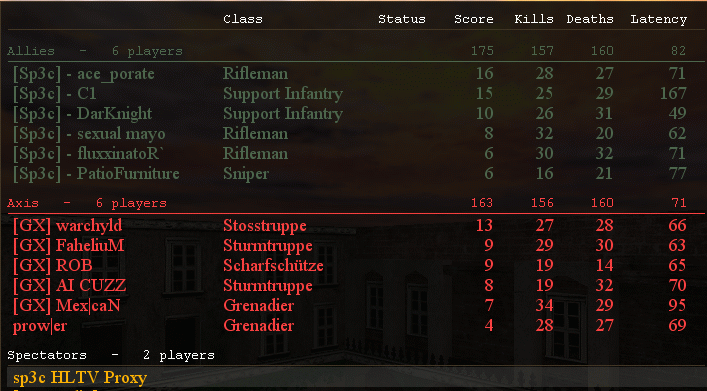 Class Status Score Kills Deaths Latency
Allies - 6 players 175 157 160 82
[Sp3c] - ace_porate Rifleman 16 28 27 71
[Sp3c] - C1 Support Infantry 15 25 29 167
[Sp3c] - DarKnight Support Infantry 10 26 31 49
[Sp3c] - sexual mayo Rifleman 8 32 20 62
[Sp3c] - fluxxinatoR` Rifleman 6 30 32 71
[Sp3c] - PatioFurniture Sniper 6 16 21 77
Axis - 6 players 163 156 160 71
[GX] warchyld Stosstruppe 13 27 28 66
[GX] FaheliuM Sturmtruppe 9 29 30 63
[GX] ROB Scharfschütze 9 19 14 65
[GX] AI CUZZ Sturmtruppe 8 19 32 70
[GX] Mex|caN Grenadier 7 34 29 95
prow|er Grenadier 4 28 27 69
Spectators - 2 players
sp3c HLTV Proxy